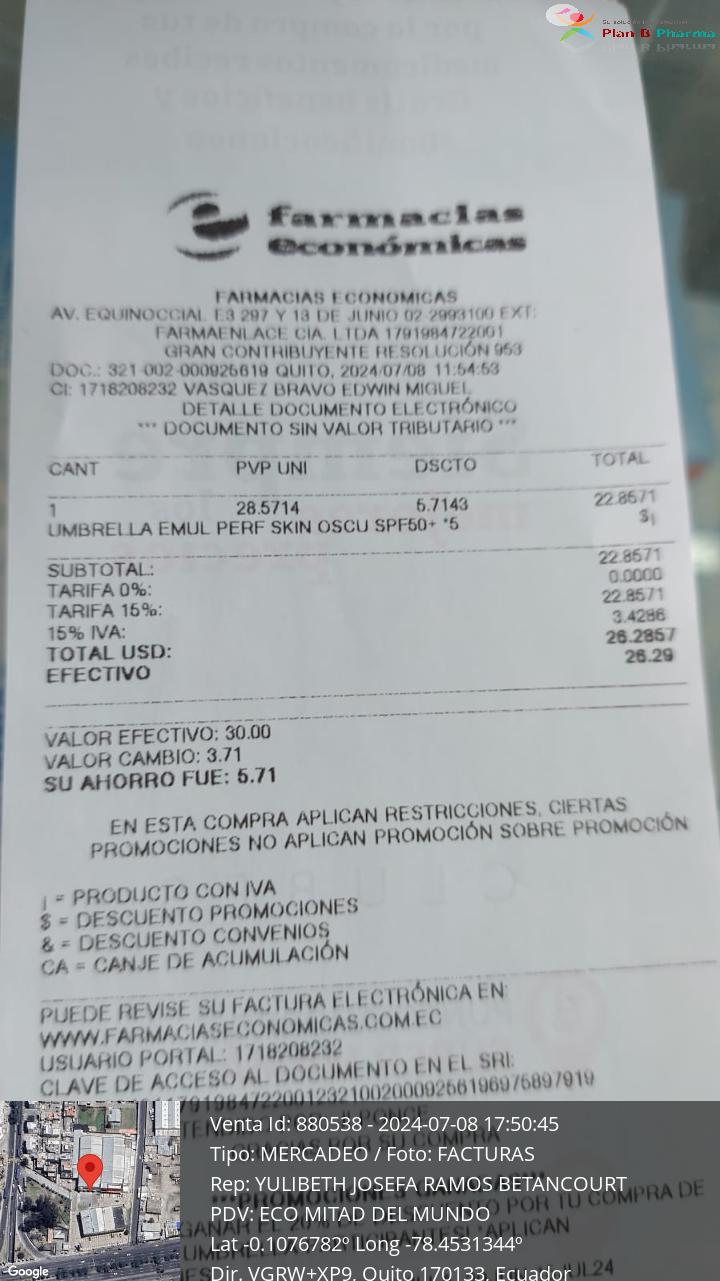 Plan B Pharma
farmacias
económicas
FARMACIAS ECONOMICAS
AV. EQUINOCCIAL E3 297 Y 13 DE JUNIO 02-2993100 EXT:
FARMAENLACE CIA. LTDA 1791984722001
GRAN CONTRIBUYENTE RESOLUCIÓN 953
DOC.: 321-002-000925619 QUITO, 2024/07/08 11:54:53
CI: 1718208232 VASQUEZ BRAVO EDWIN MIGUEL
DETALLE DOCUMENTO ELECTRÓNICO
*** DOCUMENTO SIN VALOR TRIBUTARIO ***
CANT PVP UNI DSCTO TOTAL
1 28.5714 5.7143 22.8571
UMBRELLA EMUL PERF SKIN OSCU SPF50+ *5 $¡
SUBTOTAL: 22.8571
TARIFA 0%: 0.0000
TARIFA 15%: 22.8571
15% IVA: 3.4286
TOTAL USD: 26.2857
EFECTIVO 26.29
VALOR EFECTIVO: 30.00
VALOR CAMBIO: 3.71
SU AHORRO FUE: 5.71
EN ESTA COMPRA APLICAN RESTRICCIONES, CIERTAS
PROMOCIONES NO APLICAN PROMOCIÓN SOBRE PROMOCIÓN
¡ = PRODUCTO CON IVA
$ = DESCUENTO PROMOCIONES
& = DESCUENTO CONVENIOS
CA = CANJE DE ACUMULACIÓN
PUEDE REVISE SU FACTURA ELECTRÓNICA EN:
WWW.FARMACIASECONOMICAS.COM.EC
USUARIO PORTAL: 1718208232
CLAVE DE ACCESO AL DOCUMENTO EN EL SRI:
Venta Id: 880538 - 2024-07-08 17:50:45
Tipo: MERCADEO / Foto: FACTURAS
Rep: YULIBETH JOSEFA RAMOS BETANCOURT
PDV: ECO MITAD DEL MUNDO
Lat -0.1076782º Long -78.4531344º
Dir. VGRW+XP9, Quito 170133, Ecuador
Google